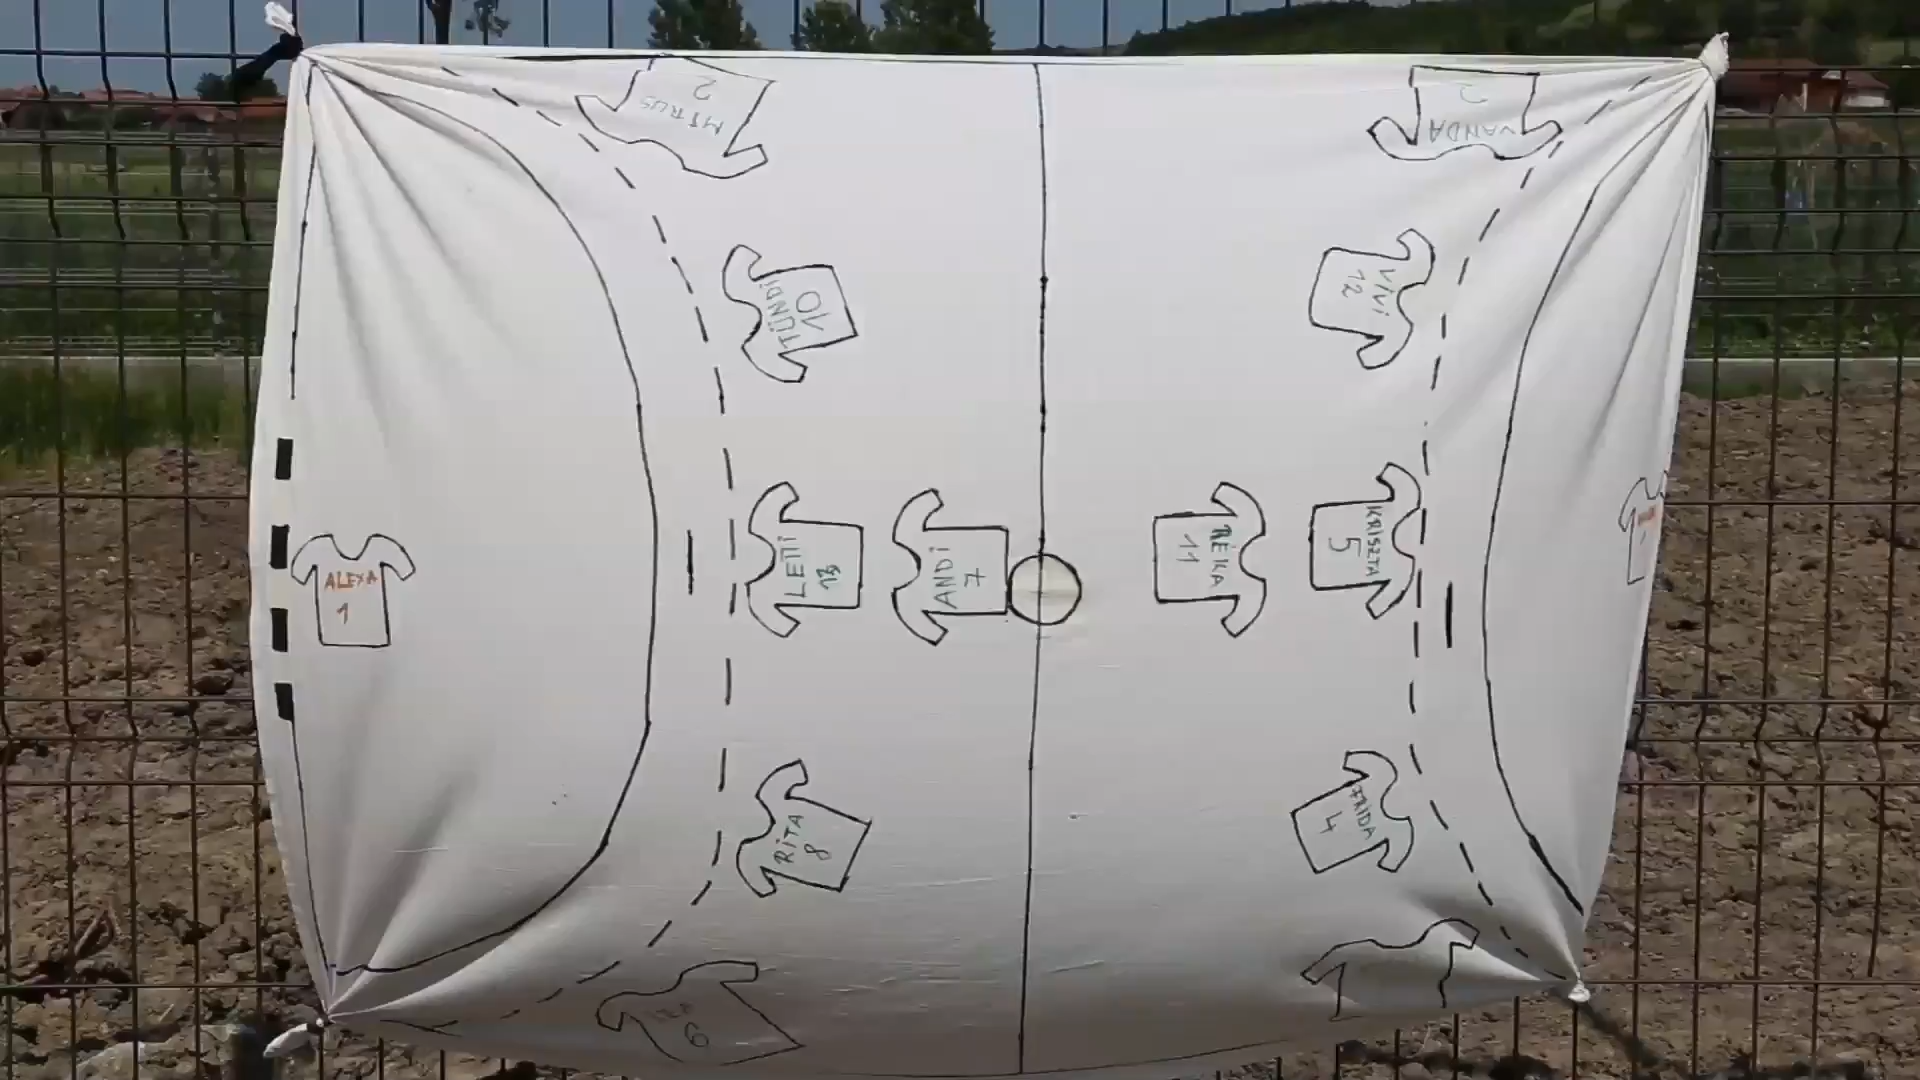 MIRUS
2
VANDA
2
TÜNDI
10
VIVI
12
LETTI
13
ANDI
7
RÉKA
11
KRISZTA
5
ALEXA
1
RITA
8
FRIDA
4
6